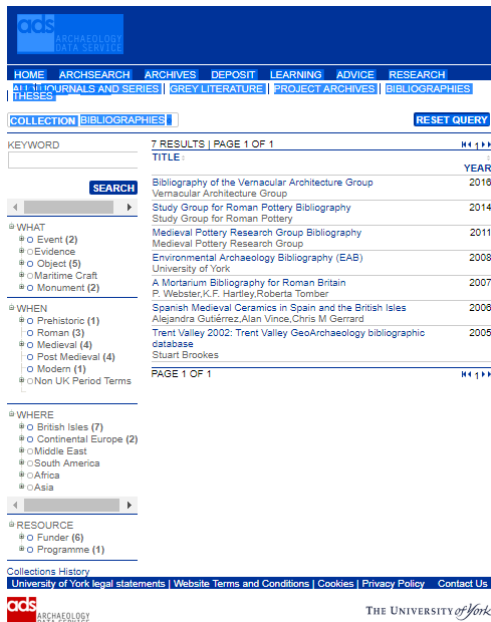 ads
ARCHAEOLOGY
DATA SERVICE
HOME ARCHSEARCH ARCHIVES DEPOSIT LEARNING ADVICE RESEARCH
ALL | JOURNALS AND SERIES | GREY LITERATURE | PROJECT ARCHIVES | BIBLIOGRAPHIES
THESES
COLLECTION BIBLIOGRAPHIES
RESET QUERY
KEYWORD
SEARCH
WHAT
Event (2)
Evidence
Object (5)
Maritime Craft
Monument (2)
WHEN
Prehistoric (1)
Roman (3)
Medieval (4)
Post Medieval (4)
Modern (1)
Non UK Period Terms
WHERE
British Isles (7)
Continental Europe (2)
Middle East
South America
Africa
Asia
RESOURCE
Funder (6)
Programme (1)
7 RESULTS | PAGE 1 OF 1
1
TITLE
YEAR
Bibliography of the Vernacular Architecture Group 2016
Vernacular Architecture Group
Study Group for Roman Pottery Bibliography 2014
Study Group for Roman Pottery
Medieval Pottery Research Group Bibliography 2011
Medieval Pottery Research Group
Environmental Archaeology Bibliography (EAB) 2008
University of York
A Mortarium Bibliography for Roman Britain 2007
P. Webster,K.F. Hartley,Roberta Tomber
Spanish Medieval Ceramics in Spain and the British Isles 2006
Alejandra Gutiérrez,Alan Vince,Chris M Gerrard
Trent Valley 2002: Trent Valley GeoArchaeology bibliographic 2005
database
Stuart Brookes
PAGE 1 OF 1
1
Collections History
University of York legal statements | Website Terms and Conditions | Cookies | Privacy Policy Contact Us
ads
ARCHAEOLOGY
DATA SERVICE
THE UNIVERSITY of York